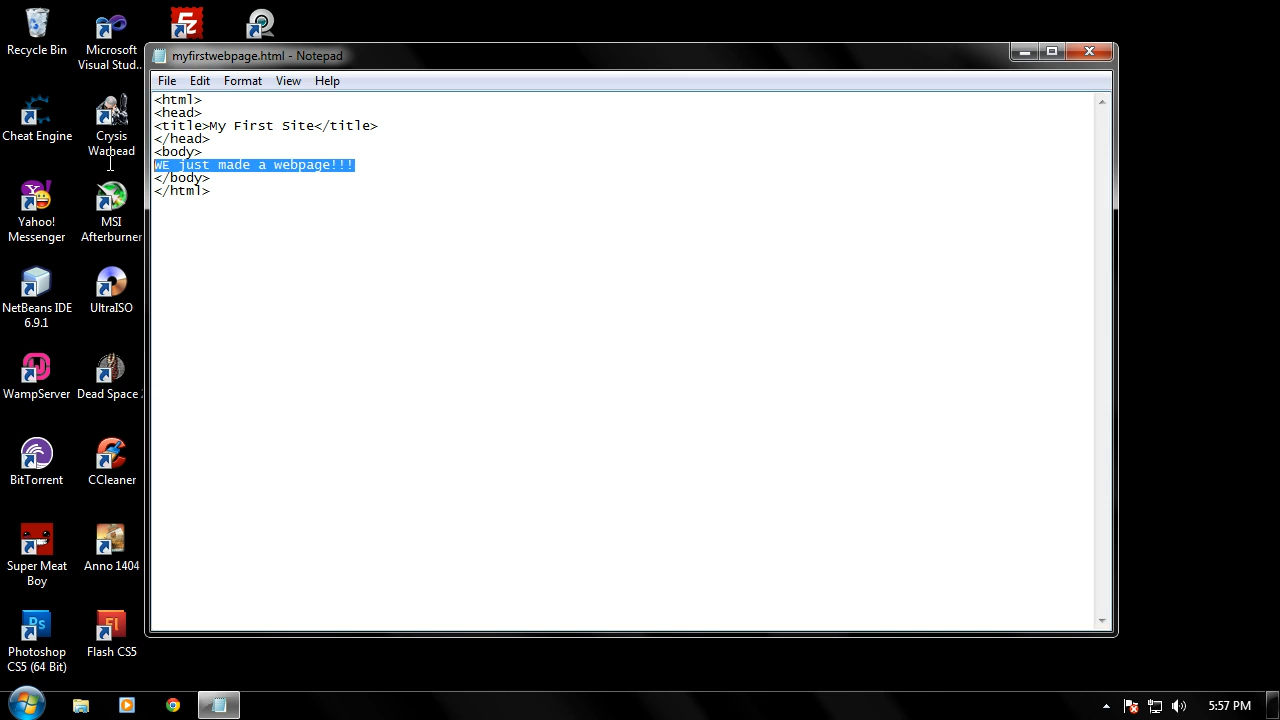 Recycle Bin
Microsoft
Visual Stud...
myfirstwebpage.html - Notepad
File Edit Format View Help
<html>
<head>
<title>My First Site</title>
</head>
<body>
WE just made a webpage!!!
</body>
</html>
Cheat Engine
Crysis
Warhead
Yahoo!
Messenger
MSI
Afterburner
NetBeans IDE
6.9.1
UltraISO
WampServer
Dead Space 2
BitTorrent
CCleaner
Super Meat
Boy
Anno 1404
Ps
Photoshop
CS5 (64 Bit)
Fl
Flash CS5
5:57 PM